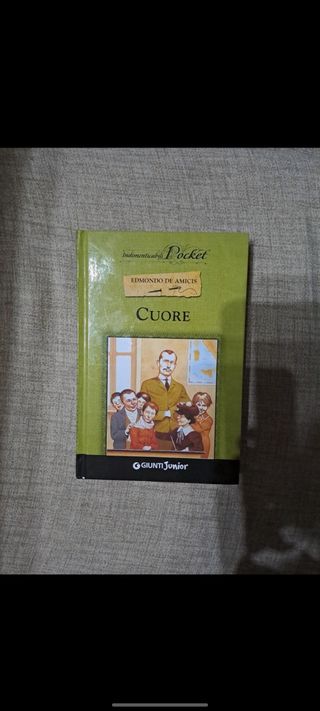 Indimenticabili Pocket
EDMONDO DE AMICIS
CUORE
GIUNTI Junior